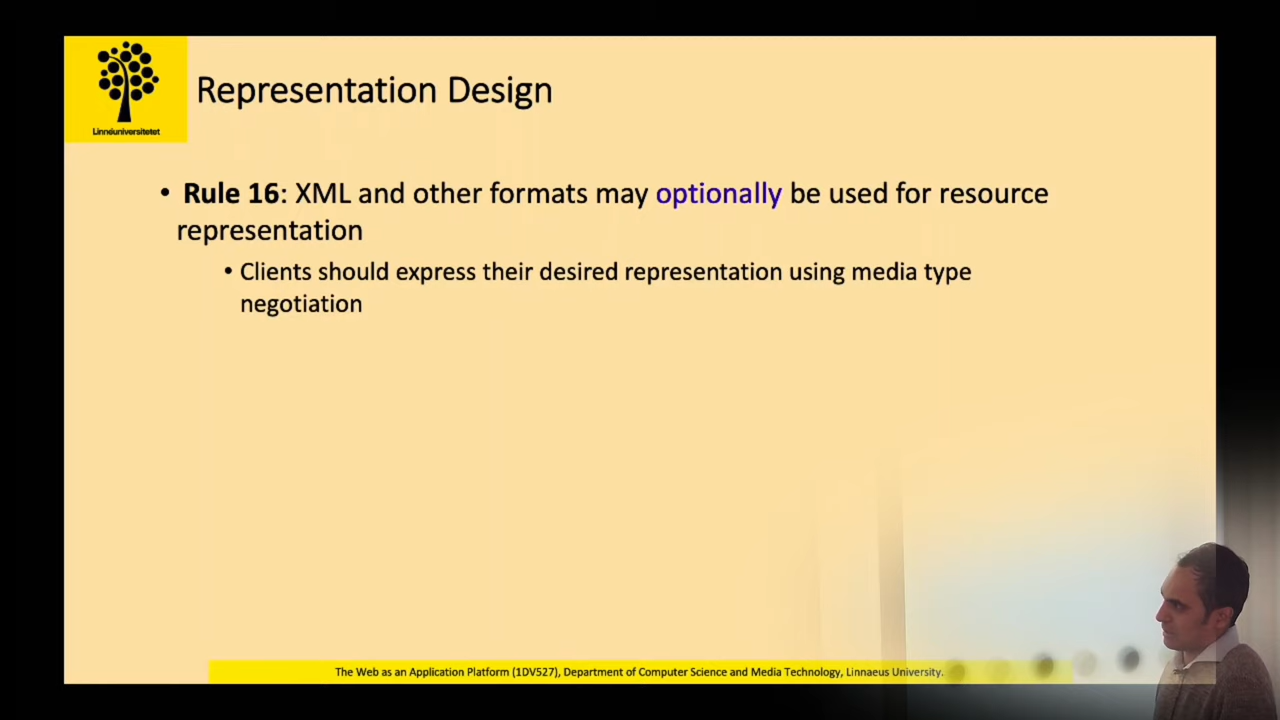 Linnéuniversitetet
Representation Design
• Rule 16: XML and other formats may optionally be used for resource
representation
• Clients should express their desired representation using media type
negotiation
The Web as an Application Platform (1DV527), Department of Computer Science and Media Technology, Linnaeus University.